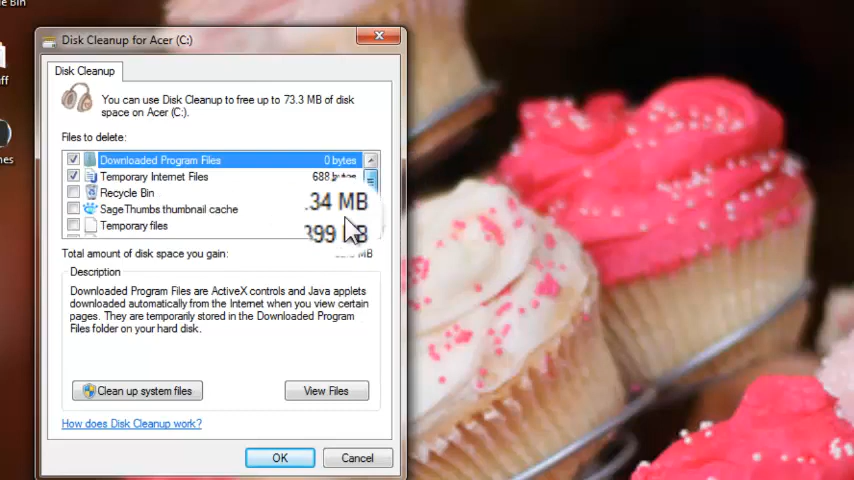 Bin
Disk Cleanup for Acer (C:)
ff
Disk Cleanup
You can use Disk Cleanup to free up to 73.3 MB of disk
space on Acer (C:).
Files to delete:
Downloaded Program Files 0 bytes
Temporary Internet Files 688 bytes
Recycle Bin
SageThumbs thumbnail cache .34 MB
Temporary files
Total amount of disk space you gain: MB
Description
Downloaded Program Files are ActiveX controls and Java applets
downloaded automatically from the Internet when you view certain
pages. They are temporarily stored in the Downloaded Program
Files folder on your hard disk.
Clean up system files View Files
How does Disk Cleanup work?
OK Cancel